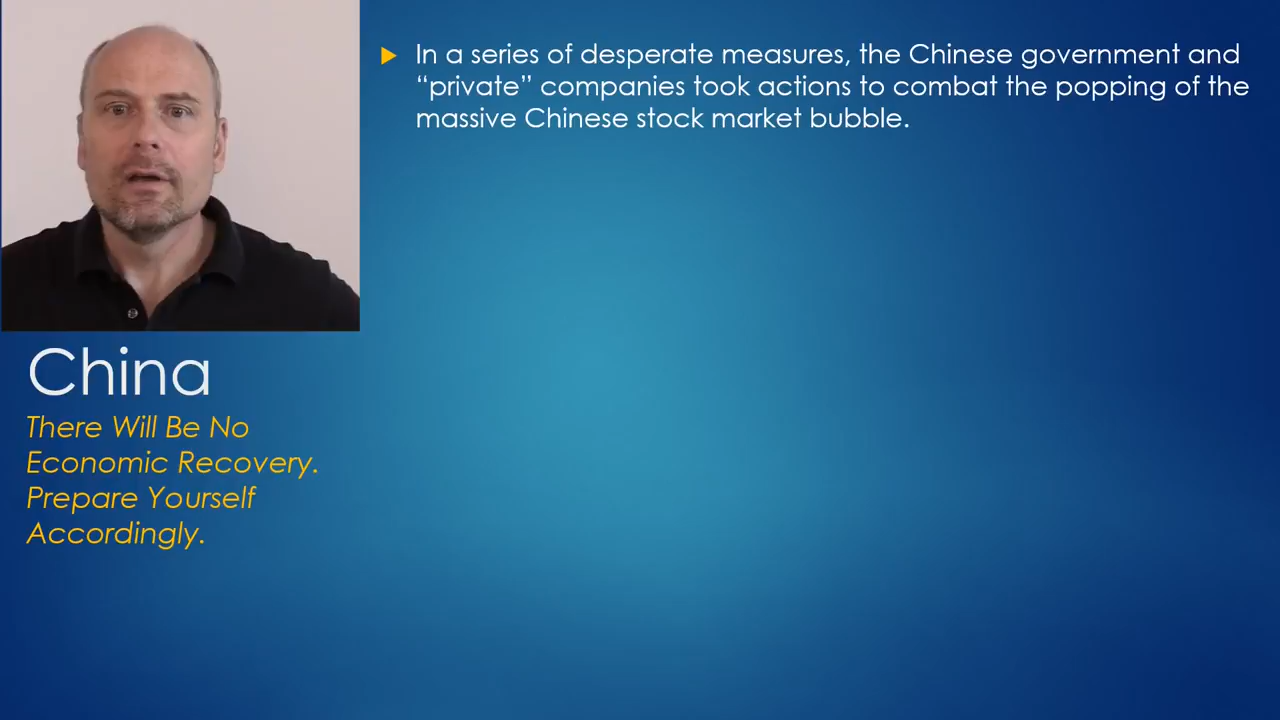 In a series of desperate measures, the Chinese government and
“private” companies took actions to combat the popping of the
massive Chinese stock market bubble.
China
There Will Be No
Economic Recovery.
Prepare Yourself
Accordingly.